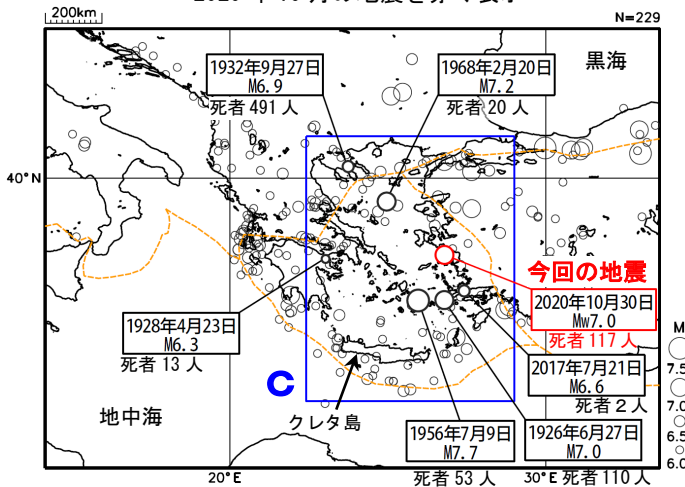 200km
N=229
黒海
1932年9月27日
M6.9
死者 491 人
1968年2月20日
M7.2
死者 20 人
40°N
今回の地震
2020年10月30日
Mw7.0
死者 117 人
1928年4月23日
M6.3
死者 13 人
2017年7月21日
M6.6
死者 2 人
C
クレタ島
地中海
1956年7月9日
M7.7
死者 53 人
1926年6月27日
M7.0
死者 110 人
20°E
30°E
M
7.5
7.0
6.5
6.0